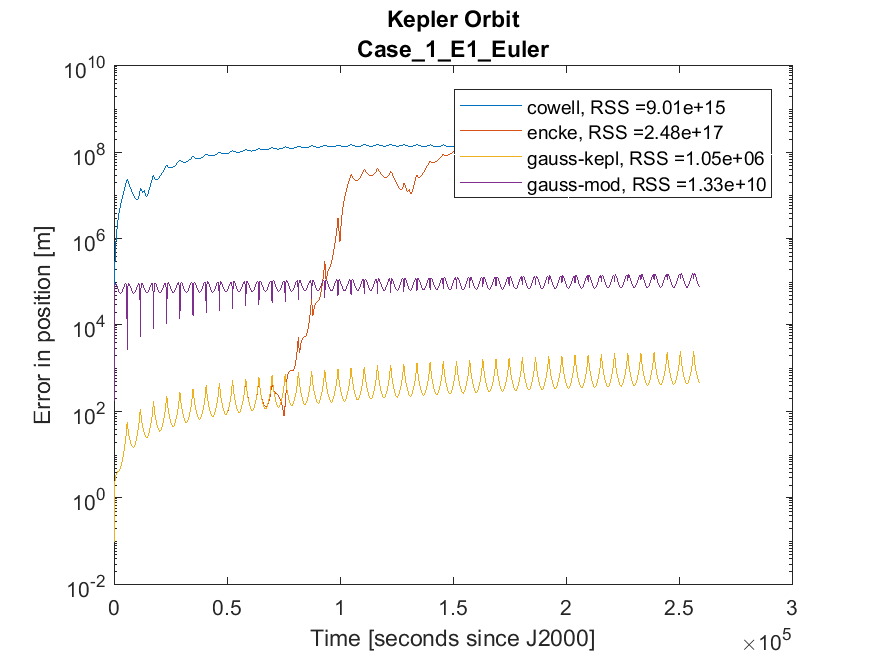 Kepler Orbit
Case_1_E1_Euler
10^10
10^8
10^6
10^4
10^2
10^0
10^-2
Error in position [m]
cowell, RSS =9.01e+15
encke, RSS =2.48e+17
gauss-kepl, RSS =1.05e+06
gauss-mod, RSS =1.33e+10
0 0.5 1 1.5 2 2.5 3
Time [seconds since J2000]
×10^5